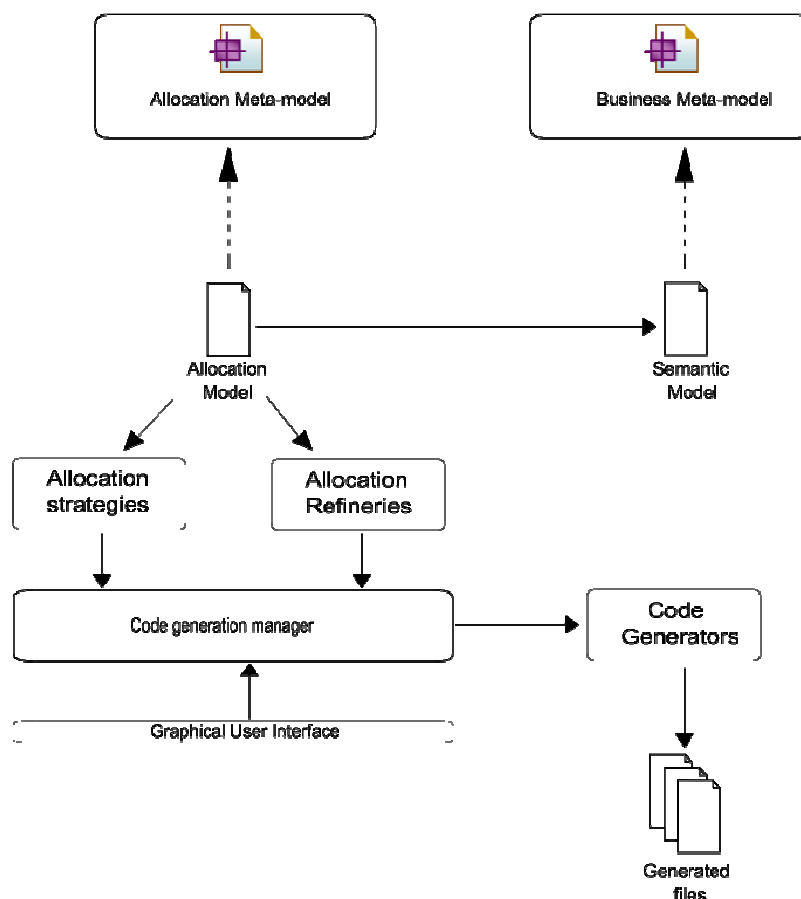 Allocation Meta-model
Business Meta-model
Allocation
Model
Semantic
Model
Allocation
strategies
Allocation
Refineries
Code generation manager
Code
Generators
Graphical User Interface
Generated
files